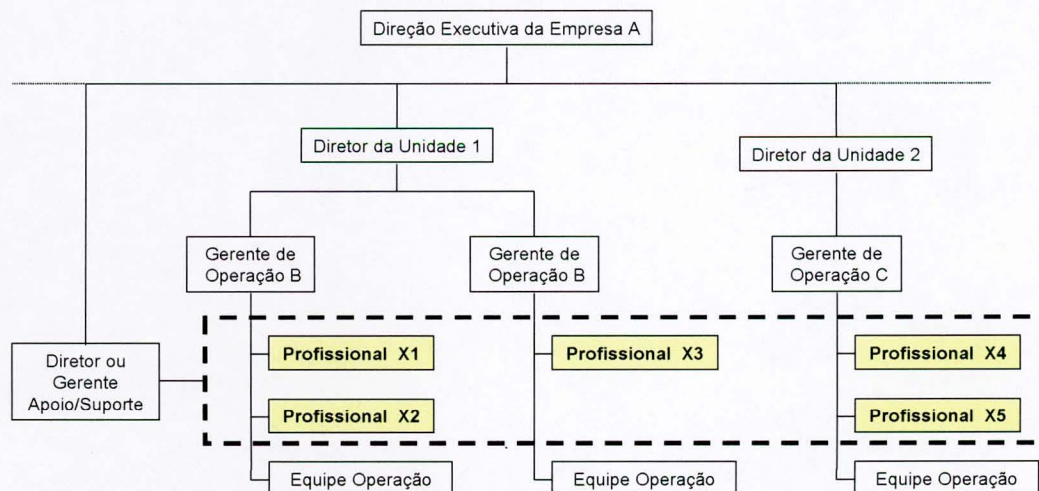 Direção Executiva da Empresa A
Diretor da Unidade 1
Diretor da Unidade 2
Gerente de
Operação B
Gerente de
Operação B
Gerente de
Operação C
Diretor ou
Gerente
Apoio/Suporte
Profissional X1
Profissional X3
Profissional X4
Profissional X2
Profissional X5
Equipe Operação
Equipe Operação
Equipe Operação